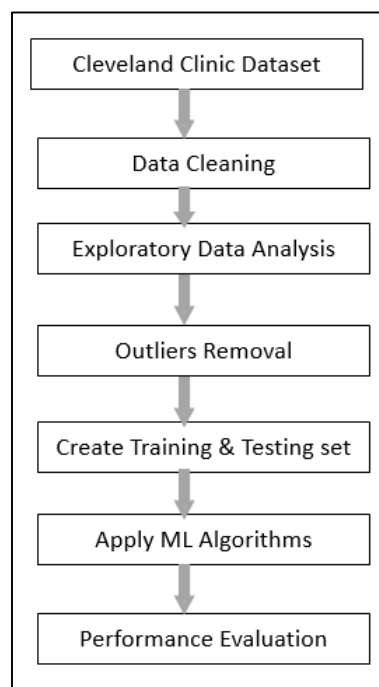 Cleveland Clinic Dataset
Data Cleaning
Exploratory Data Analysis
Outliers Removal
Create Training & Testing set
Apply ML Algorithms
Performance Evaluation